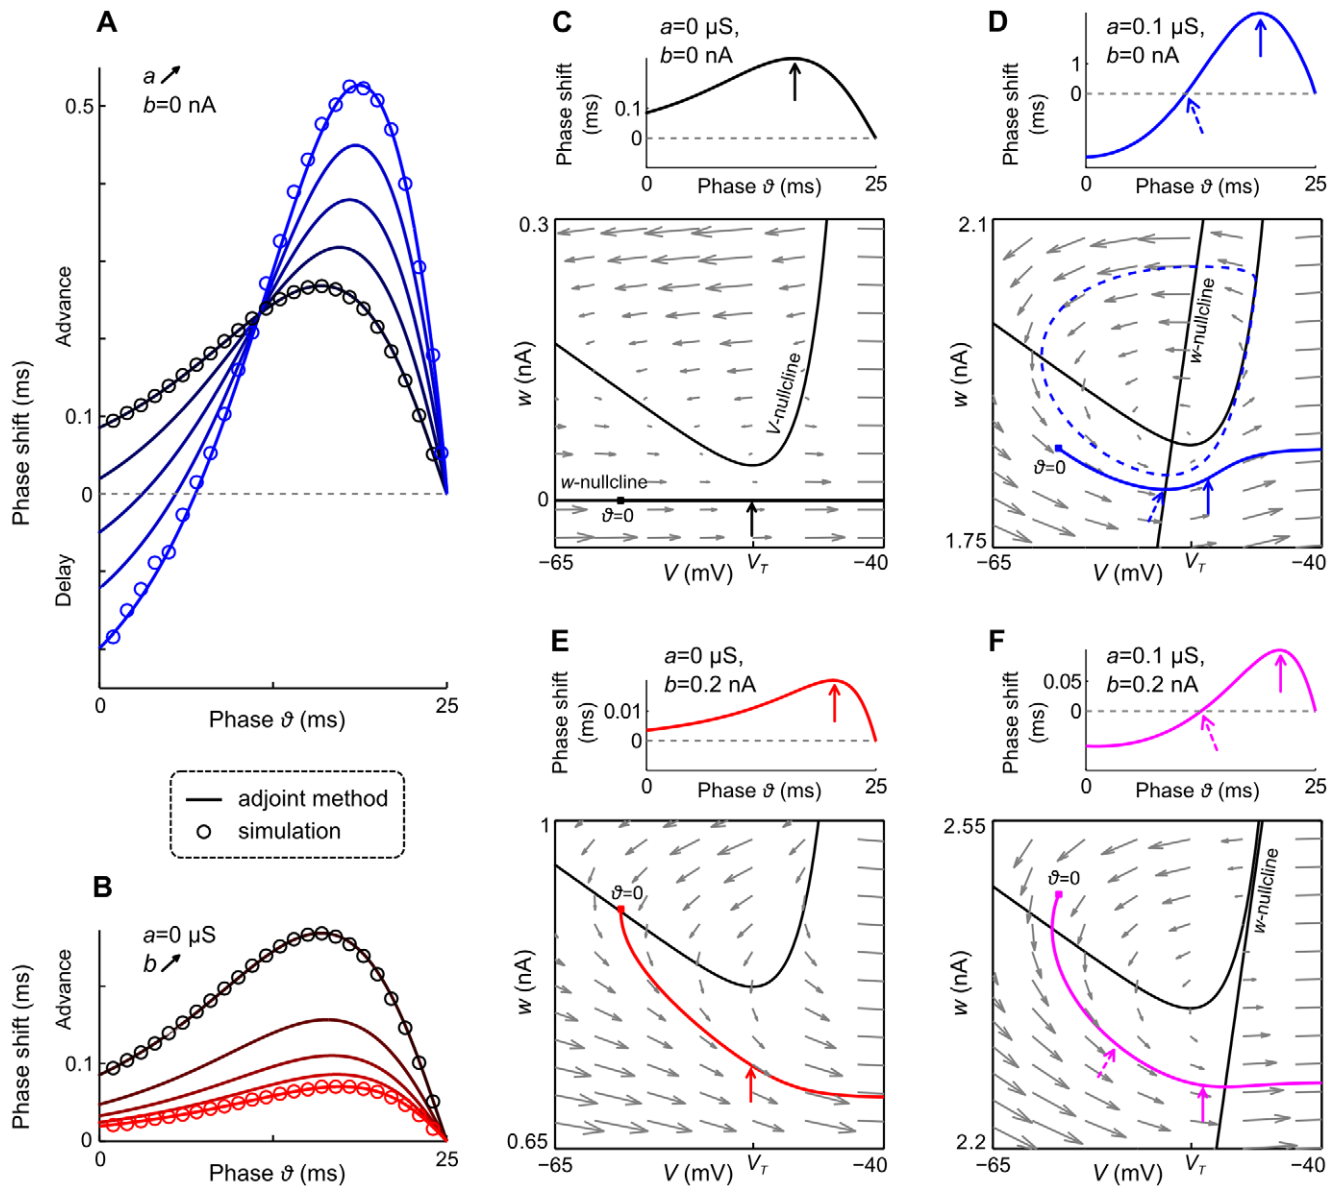 A
a
b=0 nA
0.5
Advance
0.1
0
Delay
Phase shift (ms)
0
25
Phase ϑ (ms)
adjoint method
simulation
B
a=0 µS
b
Advance
0.1
0
Phase shift (ms)
0
25
Phase ϑ (ms)
C
a=0 µS,
b=0 nA
Phase shift
(ms)
0.1
0
0
25
Phase ϑ (ms)
0.3
w (nA)
0
V-nullcline
w-nullcline
ϑ=0
−65
V (mV)
V_T
−40
D
a=0.1 µS,
b=0 nA
Phase shift
(ms)
1
0
0
25
Phase ϑ (ms)
2.1
w (nA)
1.75
w-nullcline
ϑ=0
−65
V (mV)
V_T
−40
E
a=0 µS,
b=0.2 nA
Phase shift
(ms)
0.01
0
0
25
Phase ϑ (ms)
1
w (nA)
0.65
ϑ=0
−65
V (mV)
V_T
−40
F
a=0.1 µS,
b=0.2 nA
Phase shift
(ms)
0.05
0
0
25
Phase ϑ (ms)
2.55
w (nA)
2.2
ϑ=0
w-nullcline
−65
V (mV)
V_T
−40